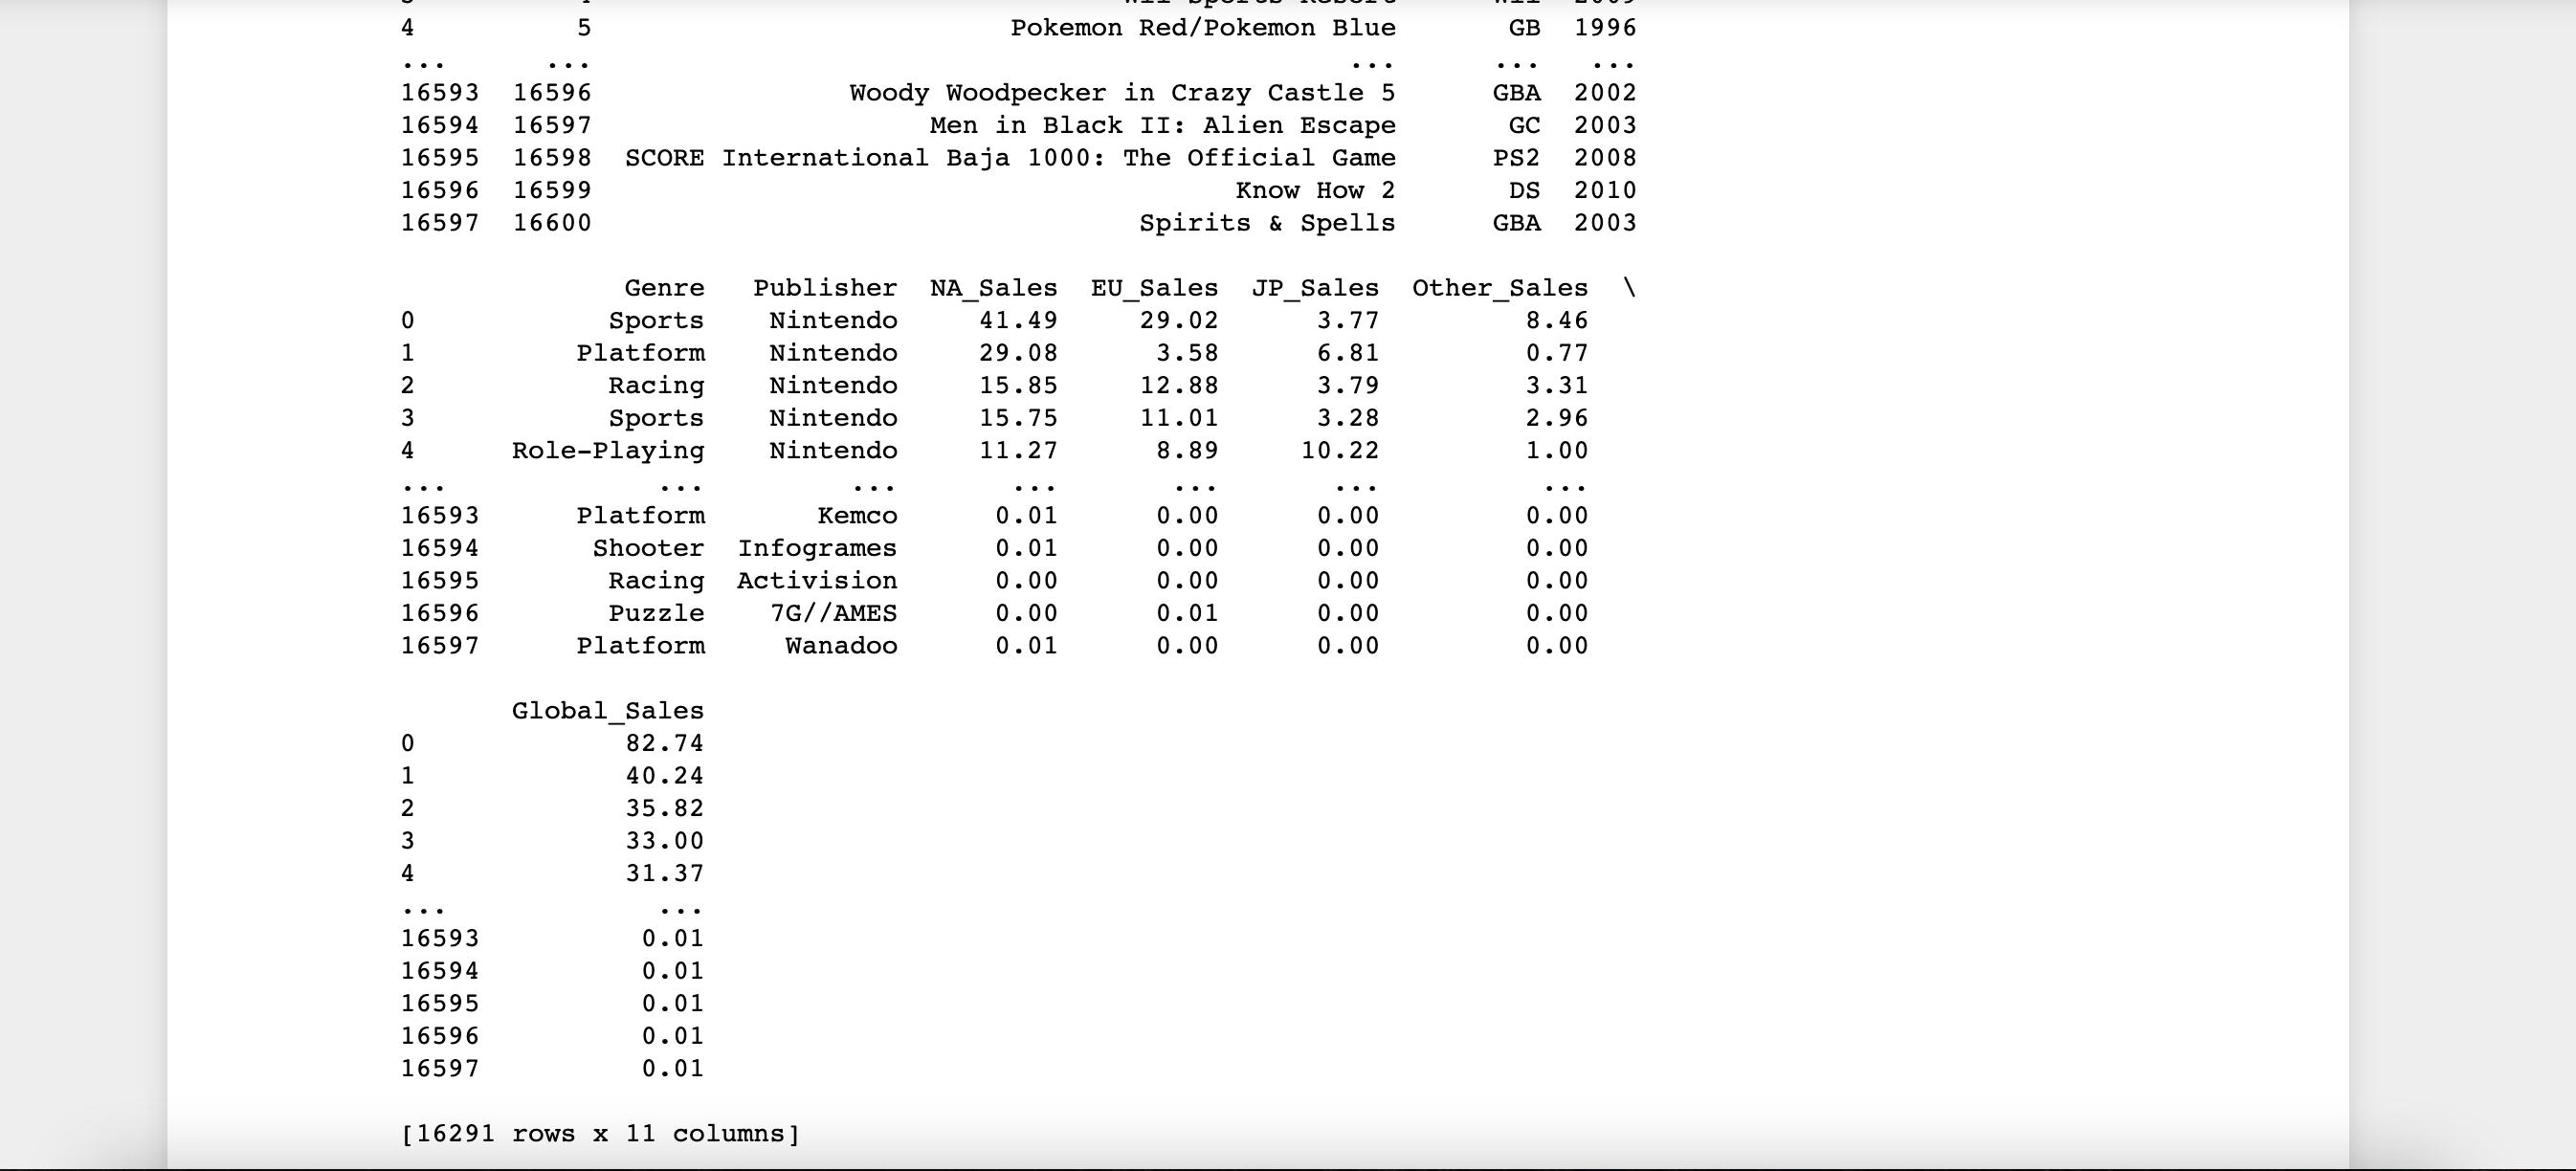 4 5 Pokemon Red/Pokemon Blue GB 1996
... ... ... ... ...
16593 16596 Woody Woodpecker in Crazy Castle 5 GBA 2002
16594 16597 Men in Black II: Alien Escape GC 2003
16595 16598 SCORE International Baja 1000: The Official Game PS2 2008
16596 16599 Know How 2 DS 2010
16597 16600 Spirits & Spells GBA 2003
Genre Publisher NA_Sales EU_Sales JP_Sales Other_Sales \
0 Sports Nintendo 41.49 29.02 3.77 8.46
1 Platform Nintendo 29.08 3.58 6.81 0.77
2 Racing Nintendo 15.85 12.88 3.79 3.31
3 Sports Nintendo 15.75 11.01 3.28 2.96
4 Role-Playing Nintendo 11.27 8.89 10.22 1.00
... ... ... ... ... ... ...
16593 Platform Kemco 0.01 0.00 0.00 0.00
16594 Shooter Infogrames 0.01 0.00 0.00 0.00
16595 Racing Activision 0.00 0.00 0.00 0.00
16596 Puzzle 7G//AMES 0.00 0.01 0.00 0.00
16597 Platform Wanadoo 0.01 0.00 0.00 0.00
Global_Sales
0 82.74
1 40.24
2 35.82
3 33.00
4 31.37
... ...
16593 0.01
16594 0.01
16595 0.01
16596 0.01
16597 0.01
[16291 rows x 11 columns]